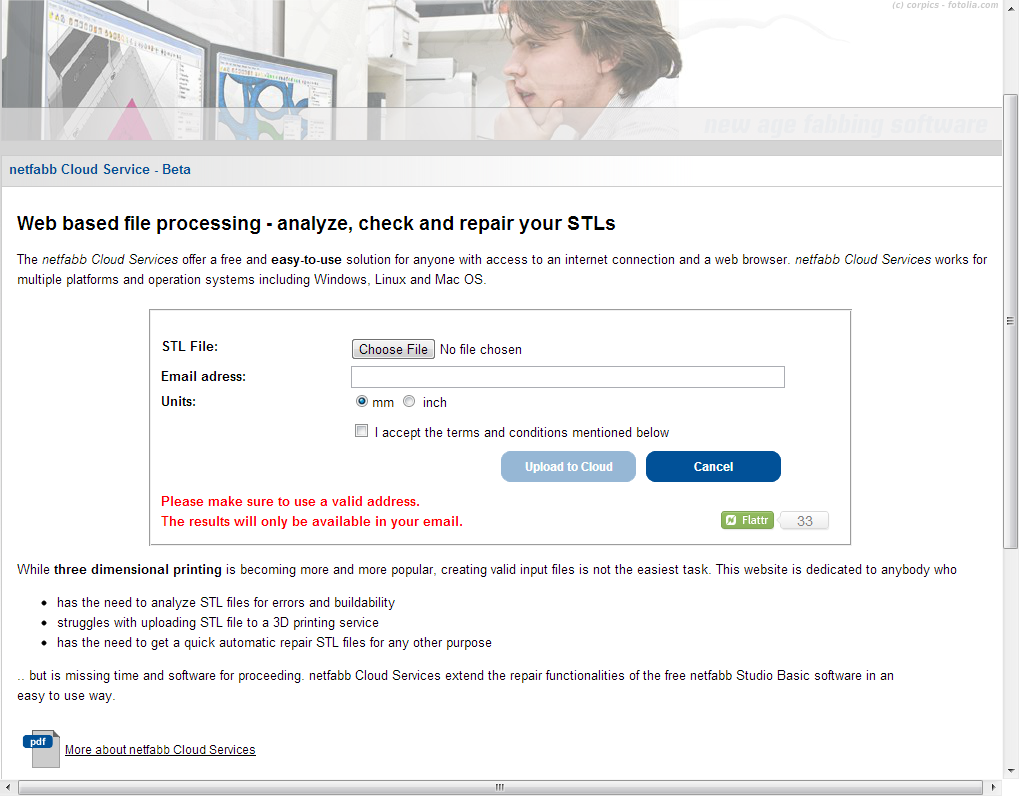 (c) corpics - fotolia.com
new age fabbing software
netfabb Cloud Service - Beta
Web based file processing - analyze, check and repair your STLs
The netfabb Cloud Services offer a free and easy-to-use solution for anyone with access to an internet connection and a web browser. netfabb Cloud Services works for
multiple platforms and operation systems including Windows, Linux and Mac OS.
STL File:
Choose File No file chosen
Email adress:
Units:
mm inch
I accept the terms and conditions mentioned below
Upload to Cloud Cancel
Please make sure to use a valid address.
The results will only be available in your email.
Flattr 33
While three dimensional printing is becoming more and more popular, creating valid input files is not the easiest task. This website is dedicated to anybody who
has the need to analyze STL files for errors and buildability
struggles with uploading STL file to a 3D printing service
has the need to get a quick automatic repair STL files for any other purpose
.. but is missing time and software for proceeding. netfabb Cloud Services extend the repair functionalities of the free netfabb Studio Basic software in an
easy to use way.
pdf
More about netfabb Cloud Services